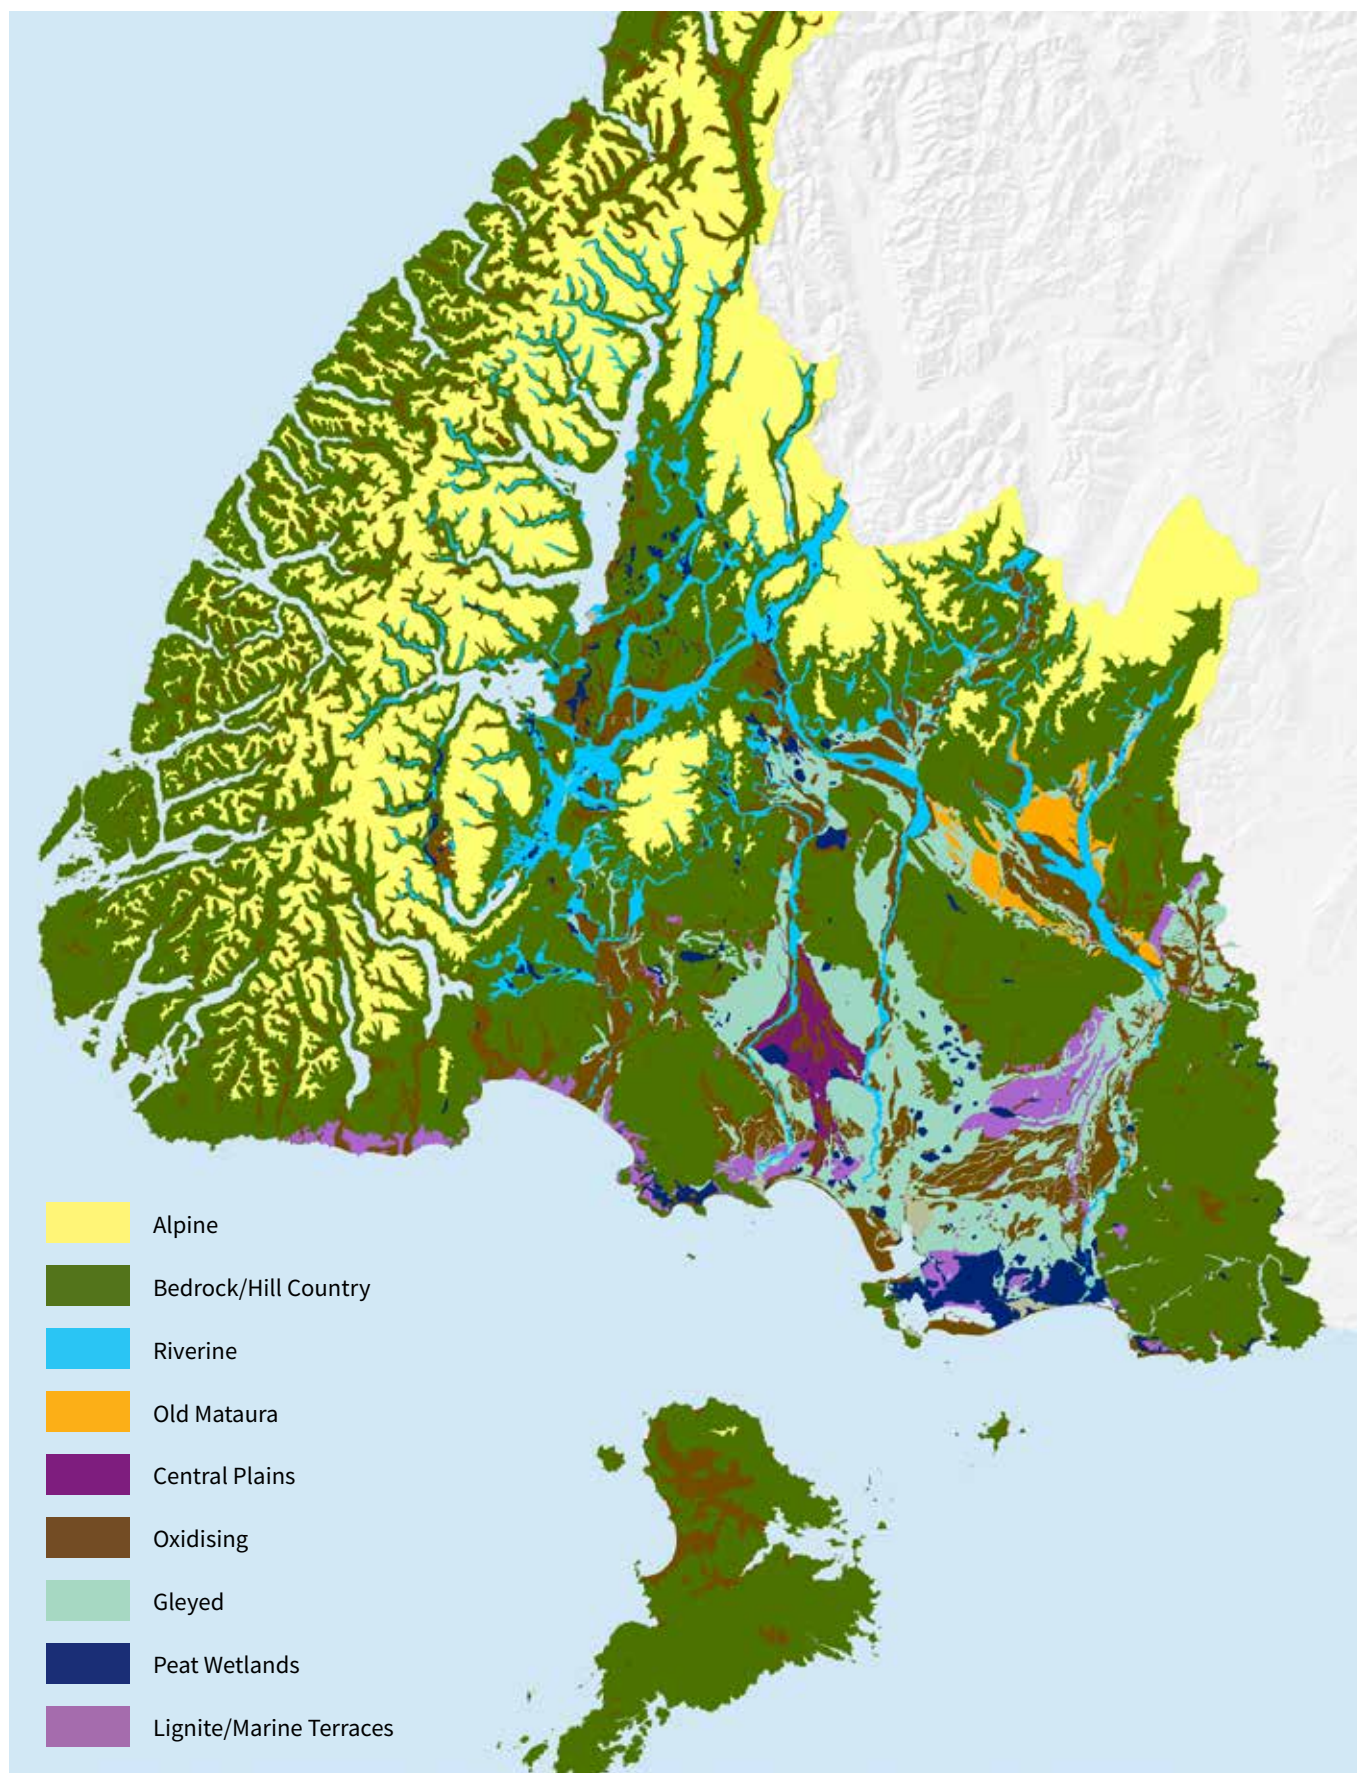 Alpine
Bedrock/Hill Country
Riverine
Old Mataura
Central Plains
Oxidising
Gleyed
Peat Wetlands
Lignite/Marine Terraces